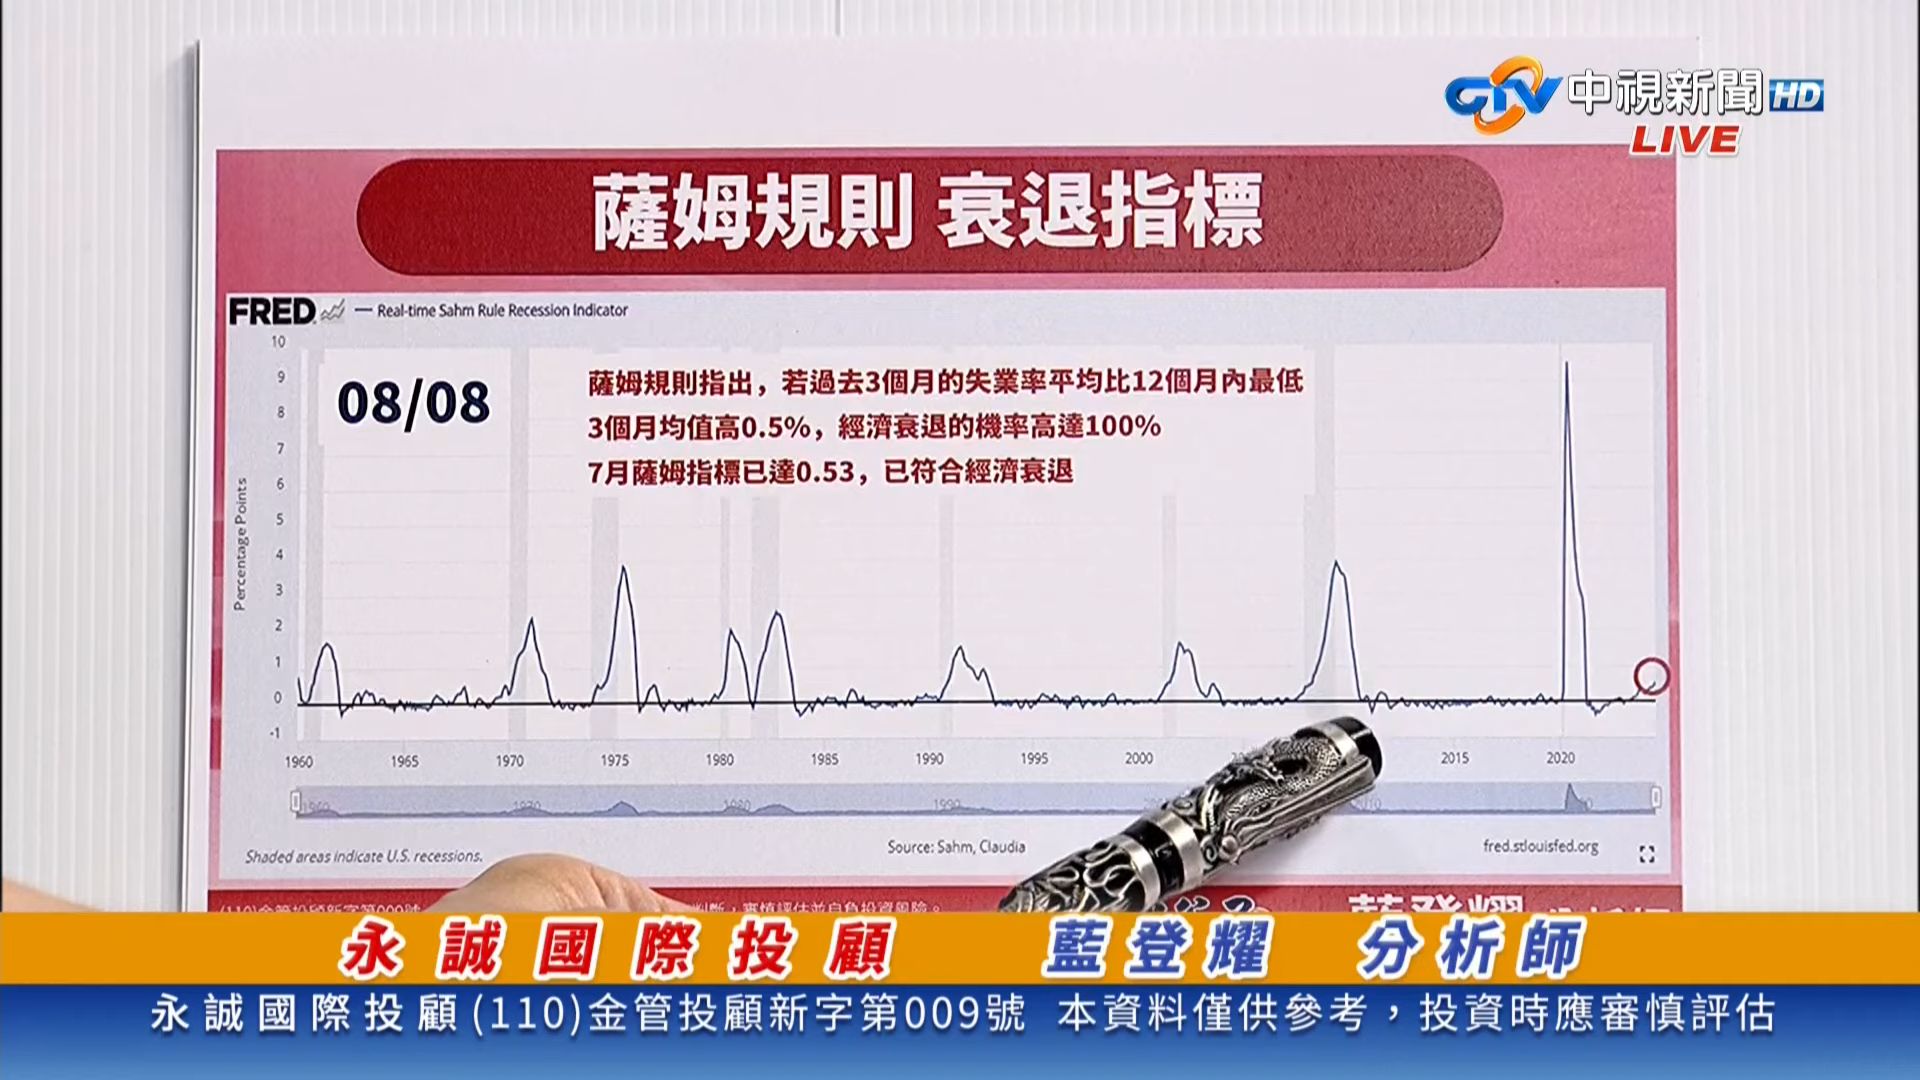 CTV中視新聞HD
LIVE
薩姆規則 衰退指標
FRED — Real-time Sahm Rule Recession Indicator
08/08
薩姆規則指出，若過去3個月的失業率平均比12個月內最低
3個月均值高0.5%，經濟衰退的機率高達100%
7月薩姆指標已達0.53，已符合經濟衰退
Percentage Points
10
9
8
7
6
5
4
3
2
1
0
-1
1960 1965 1970 1975 1980 1985 1990 1995 2000 2015 2020
1960 1970 1980 1990
Shaded areas indicate U.S. recessions.
Source: Sahm, Claudia
fred.stlouisfed.org
永誠國際投顧 藍登耀 分析師
永誠國際投顧(110)金管投顧新字第009號 本資料僅供參考，投資時應審慎評估